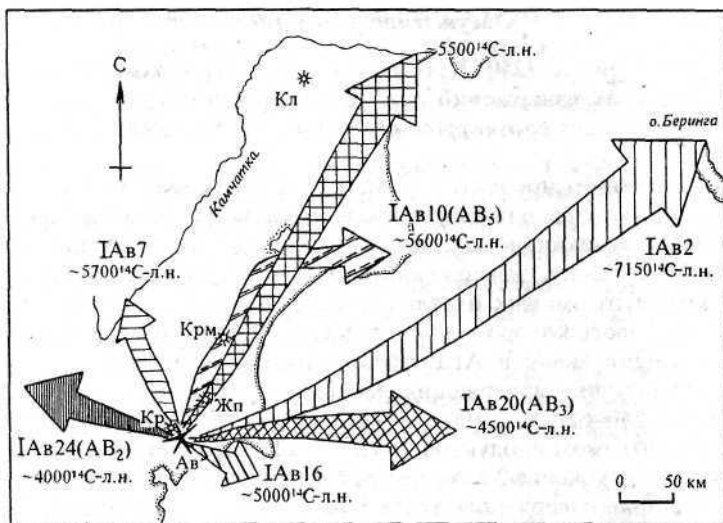 ~5500¹⁴С-л.н.
С
Кл
о. Беринга
Камчатка
IАв10(АВ₅)
~5600¹⁴С-л.н.
IАв7
~5700¹⁴С-л.н.
IАв2
~7150¹⁴С-л.н.
Крм
Жп
IАв20(АВ₃)
~4500¹⁴С-л.н.
Кр
IАв24(АВ₂)
~4000¹⁴С-л.н.
Ав
IАв16
~5000¹⁴С-л.н.
0 50 км